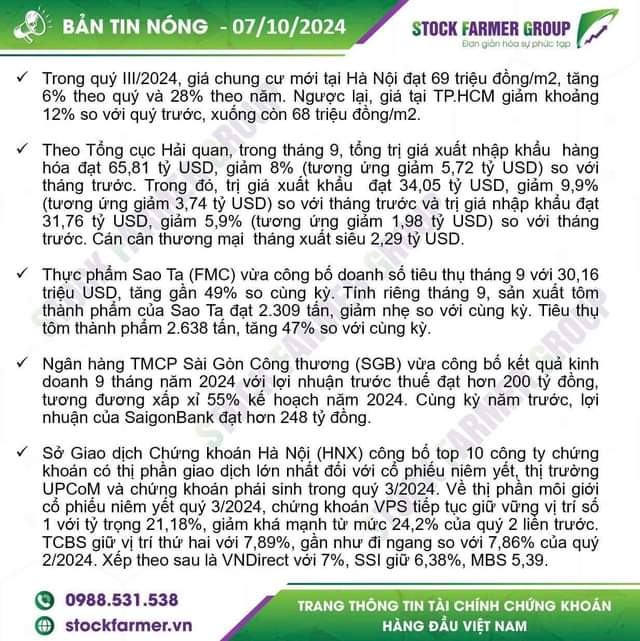 BẢN TIN NÓNG - 07/10/2024
STOCK FARMER GROUP
Đơn giản hóa sự phức tạp
✓ Trong quý III/2024, giá chung cư mới tại Hà Nội đạt 69 triệu đồng/m2, tăng
6% theo quý và 28% theo năm. Ngược lại, giá tại TP.HCM giảm khoảng
12% so với quý trước, xuống còn 68 triệu đồng/m2.
✓ Theo Tổng cục Hải quan, trong tháng 9, tổng trị giá xuất nhập khẩu hàng
hóa đạt 65,81 tỷ USD, giảm 8% (tương ứng giảm 5,72 tỷ USD) so với
tháng trước. Trong đó, trị giá xuất khẩu đạt 34,05 tỷ USD, giảm 9,9%
(tương ứng giảm 3,74 tỷ USD) so với tháng trước và trị giá nhập khẩu đạt
31,76 tỷ USD, giảm 5,9% (tương ứng giảm 1,98 tỷ USD) so với tháng
trước. Cán cân thương mại tháng xuất siêu 2,29 tỷ USD.
✓ Thực phẩm Sao Ta (FMC) vừa công bố doanh số tiêu thụ tháng 9 với 30,16
triệu USD, tăng gần 49% so cùng kỳ. Tính riêng tháng 9, sản xuất tôm
thành phẩm của Sao Ta đạt 2.309 tấn, giảm nhẹ so với cùng kỳ. Tiêu thụ
tôm thành phẩm 2.638 tấn, tăng 47% so với cùng kỳ.
✓ Ngân hàng TMCP Sài Gòn Công thương (SGB) vừa công bố kết quả kinh
doanh 9 tháng năm 2024 với lợi nhuận trước thuế đạt hơn 200 tỷ đồng,
tương đương xấp xỉ 55% kế hoạch năm 2024. Cùng kỳ năm trước, lợi
nhuận của SaigonBank đạt hơn 248 tỷ đồng.
✓ Sở Giao dịch Chứng khoán Hà Nội (HNX) công bố top 10 công ty chứng
khoán có thị phần giao dịch lớn nhất đối với cổ phiếu niêm yết, thị trường
UPCoM và chứng khoán phái sinh trong quý 3/2024. Về thị phần môi giới
cổ phiếu niêm yết quý 3/2024, chứng khoán VPS tiếp tục giữ vững vị trí số
1 với tỷ trọng 21,18%, giảm khá mạnh từ mức 24,2% của quý 2 liền trước.
TCBS giữ vị trí thứ hai với 7,89%, gần như đi ngang so với 7,86% của quý
2/2024. Xếp theo sau là VNDirect với 7%, SSI giữ 6,38%, MBS 5,39.
STOCK FARMER GROUP
STOCK FARMER GROUP
0988.531.538
stockfarmer.vn
TRANG THÔNG TIN TÀI CHÍNH CHỨNG KHOÁN
HÀNG ĐẦU VIỆT NAM